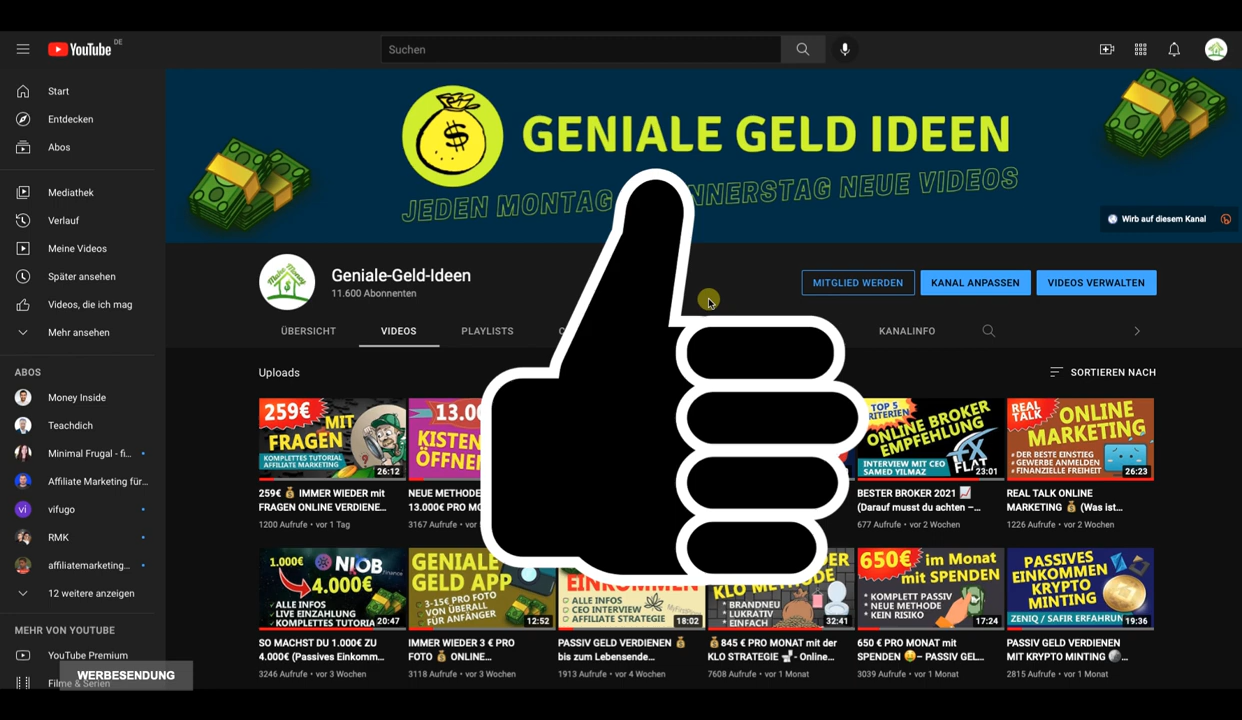 YouTube DE
Suchen
Start
Entdecken
Abos
Mediathek
Verlauf
Meine Videos
Später ansehen
Videos, die ich mag
Mehr ansehen
ABOS
Money Inside
Teachdich
Minimal Frugal - fi...
Affiliate Marketing für...
vifugo
RMK
affiliatemarketing...
12 weitere anzeigen
MEHR VON YOUTUBE
YouTube Premium
Filme & Serien
WERBESENDUNG
GENIALE GELD IDEEN
JEDEN MONTAG NNERSTAG NEUE VIDEOS
Wirb auf diesem Kanal
Geniale-Geld-Ideen
11.600 Abonnenten
MITGLIED WERDEN
KANAL ANPASSEN
VIDEOS VERWALTEN
ÜBERSICHT
VIDEOS
PLAYLISTS
KANALINFO
Uploads
SORTIEREN NACH
259€ MIT
FRAGEN
KOMPLETTES TUTORIAL
AFFILIATE MARKETING
26:12
259€ 💰 IMMER WIEDER mit
FRAGEN ONLINE VERDIENE...
1200 Aufrufe • vor 1 Tag
13.0
KISTEN
ÖFFNE
NEUE METHODE
13.000€ PRO MO
3167 Aufrufe • vor
TOP 5
KRITERIEN
ONLINE BROKER
EMPFEHLUNG
INTERVIEW MIT CEO
SAMED YILMAZ
FX
FLAT
23:01
BESTER BROKER 2021 📈
(Darauf musst du achten –...
677 Aufrufe • vor 2 Wochen
REAL
TALK
ONLINE
MARKETING
* DER BESTE EINSTIEG
* GEWERBE ANMELDEN
* FINANZIELLE FREIHEIT
26:23
REAL TALK ONLINE
MARKETING 💰 (Was ist...
1226 Aufrufe • vor 2 Wochen
1.000€
NIOB
4.000€
ALLE INFOS
LIVE EINZAHLUNG
KOMPLETTES TUTORIA
20:47
SO MACHST DU 1.000€ ZU
4.000€ (Passives Einkomm...
3246 Aufrufe • vor 3 Wochen
GENIALE
GELD APP
3-15€ PRO FOTO
VON ÜBERALL
FÜR ANFÄNGER
12:52
IMMER WIEDER 3 € PRO
FOTO 💰 ONLINE...
3118 Aufrufe • vor 3 Wochen
EINKOMMEN
ALLE INFOS
CEO INTERVIEW
AFFILIATE STRATEGIE
18:02
PASSIV GELD VERDIENEN 💰
bis zum Lebensende...
1913 Aufrufe • vor 4 Wochen
DER
KLO METHODE
* BRANDNEU
* LUKRATIV
* EINFACH
32:41
💰845 € PRO MONAT mit der
KLO STRATEGIE 🚽- Online...
7608 Aufrufe • vor 1 Monat
650€ im Monat
mit SPENDEN
KOMPLETT PASSIV
NEUE METHODE
KEIN RISIKO
17:24
650 € PRO MONAT mit
SPENDEN 😀– PASSIV GEL...
3039 Aufrufe • vor 1 Monat
PASSIVES
EINKOMMEN
KRYPTO
MINTING
ZENIQ / SAFIR ERFAHRUN
19:36
PASSIV GELD VERDIENEN
MIT KRYPTO MINTING 🪙...
2815 Aufrufe • vor 1 Monat